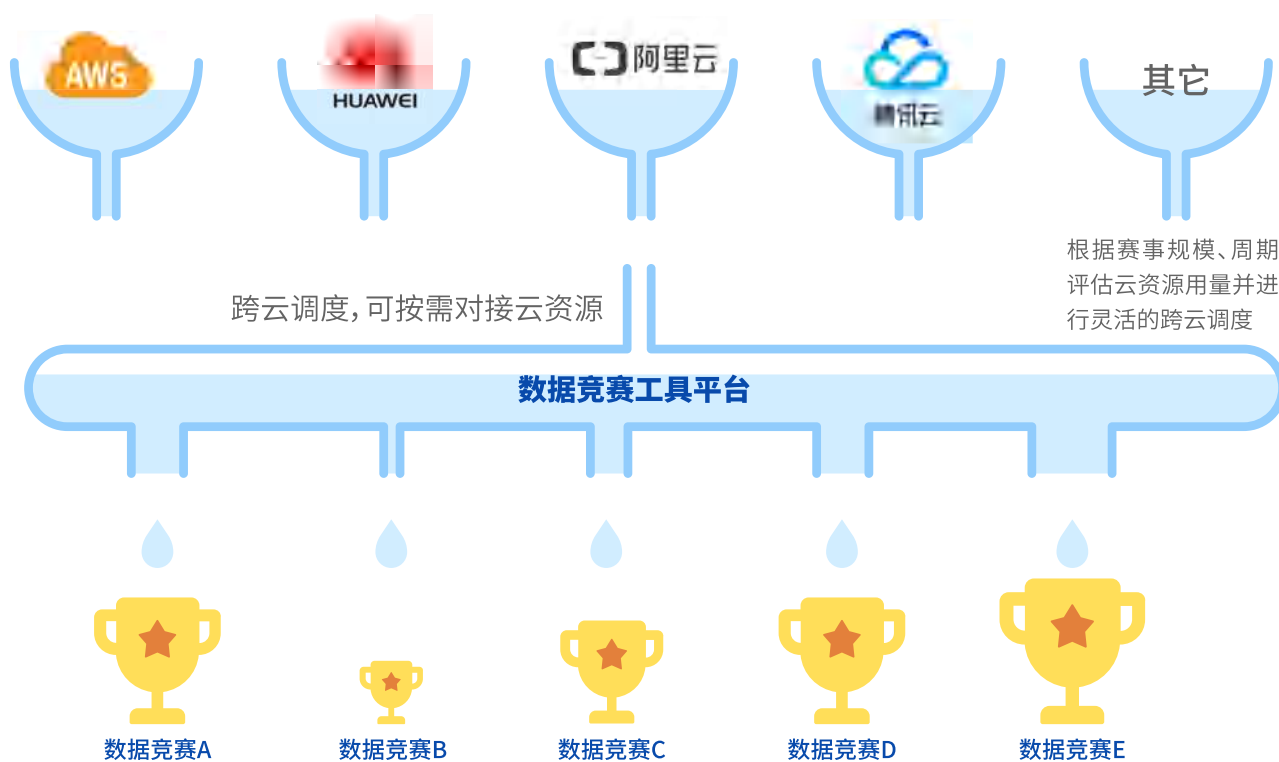 AWS
HUAWEI
阿里云
腾讯云
其它
跨云调度，可按需对接云资源
根据赛事规模、周期
评估云资源用量并进
行灵活的跨云调度
数据竞赛工具平台
数据竞赛A
数据竞赛B
数据竞赛C
数据竞赛D
数据竞赛E